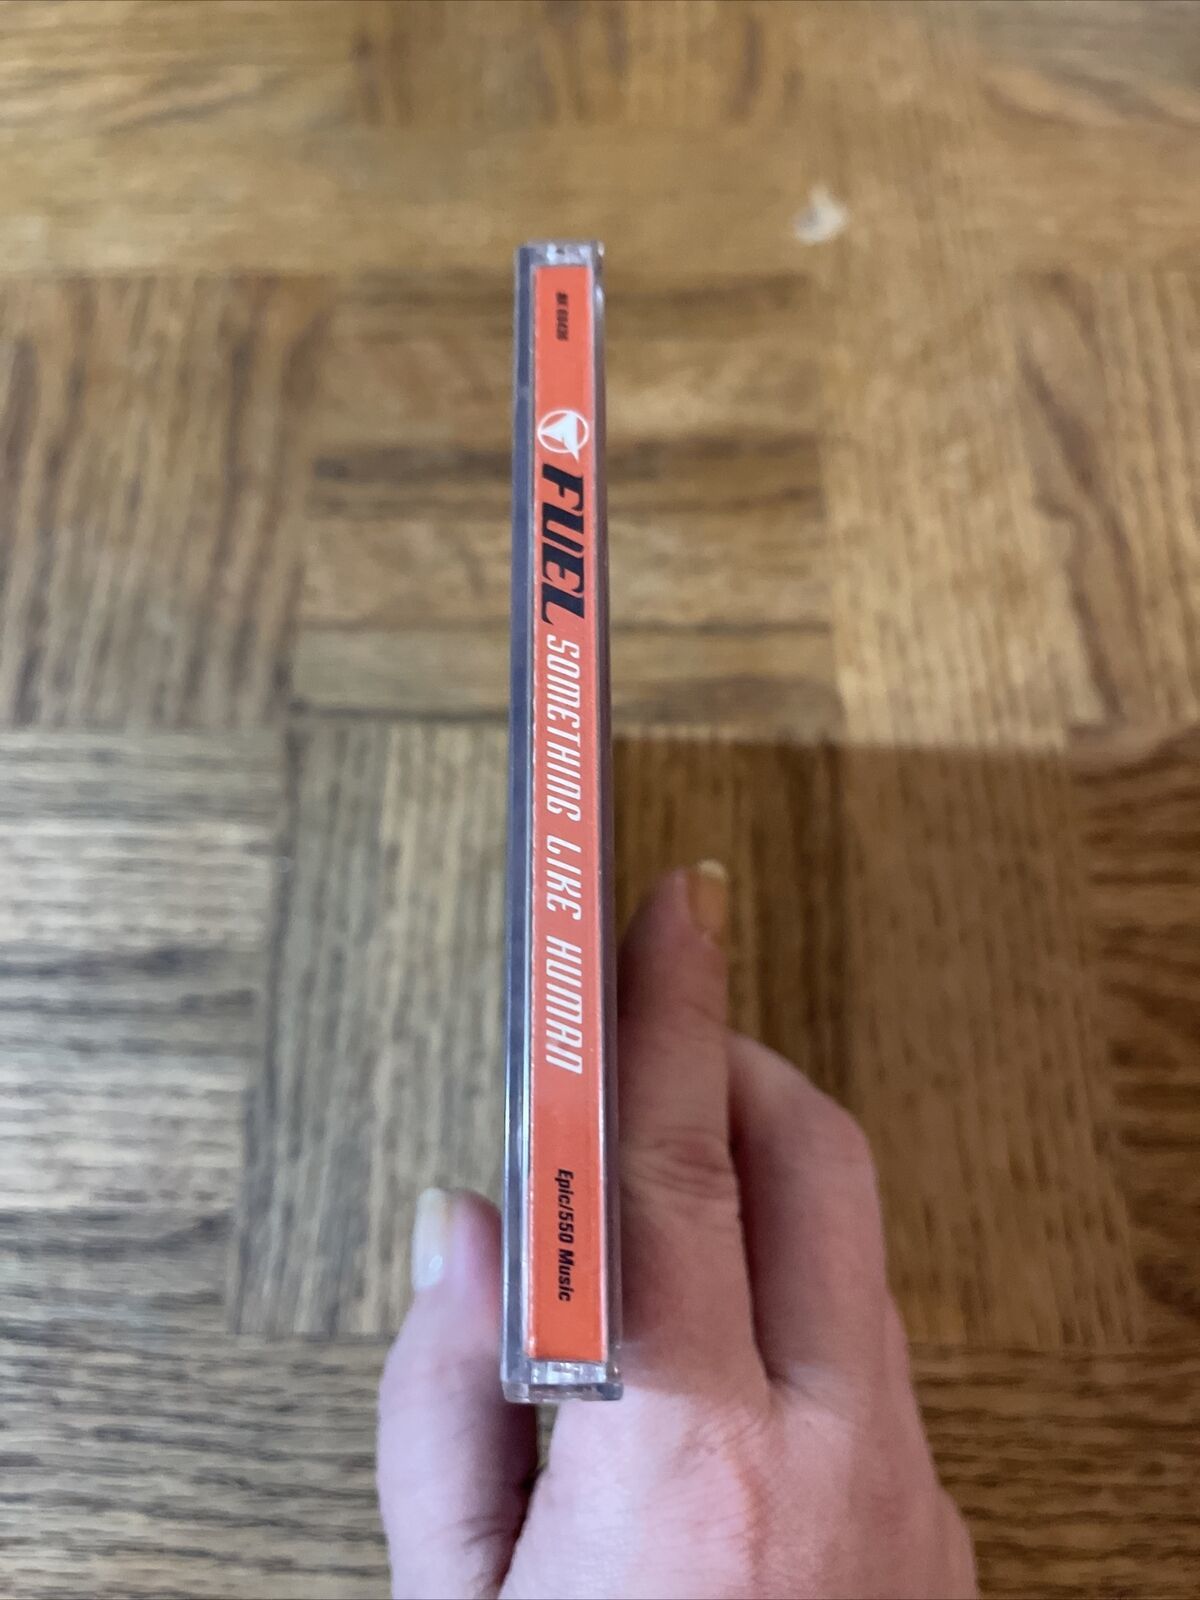 FUEL SOMETHING LIKE HUMAN
Epic/550 Music